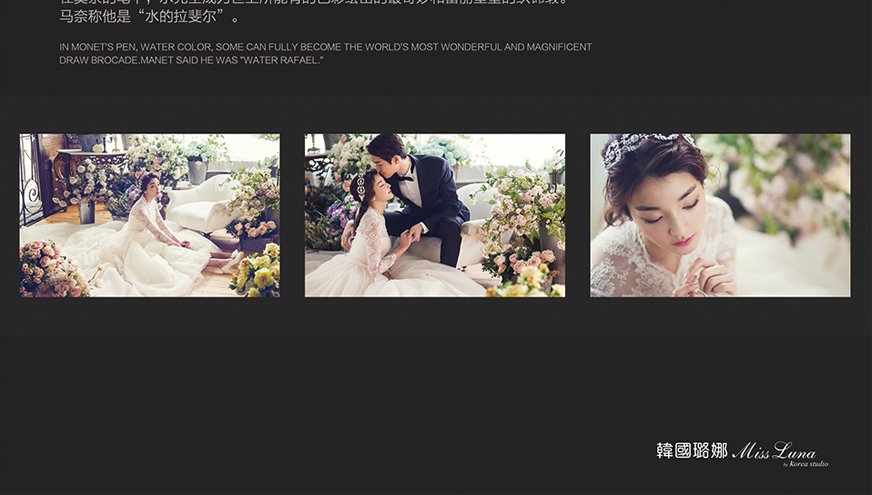 马奈称他是“水的拉斐尔”。
IN MONET'S PEN, WATER COLOR, SOME CAN FULLY BECOME THE WORLD'S MOST WONDERFUL AND MAGNIFICENT
DRAW BROCADE.MANET SAID HE WAS "WATER RAFAEL."
韓國璐娜 Miss Luna
by Korea studio